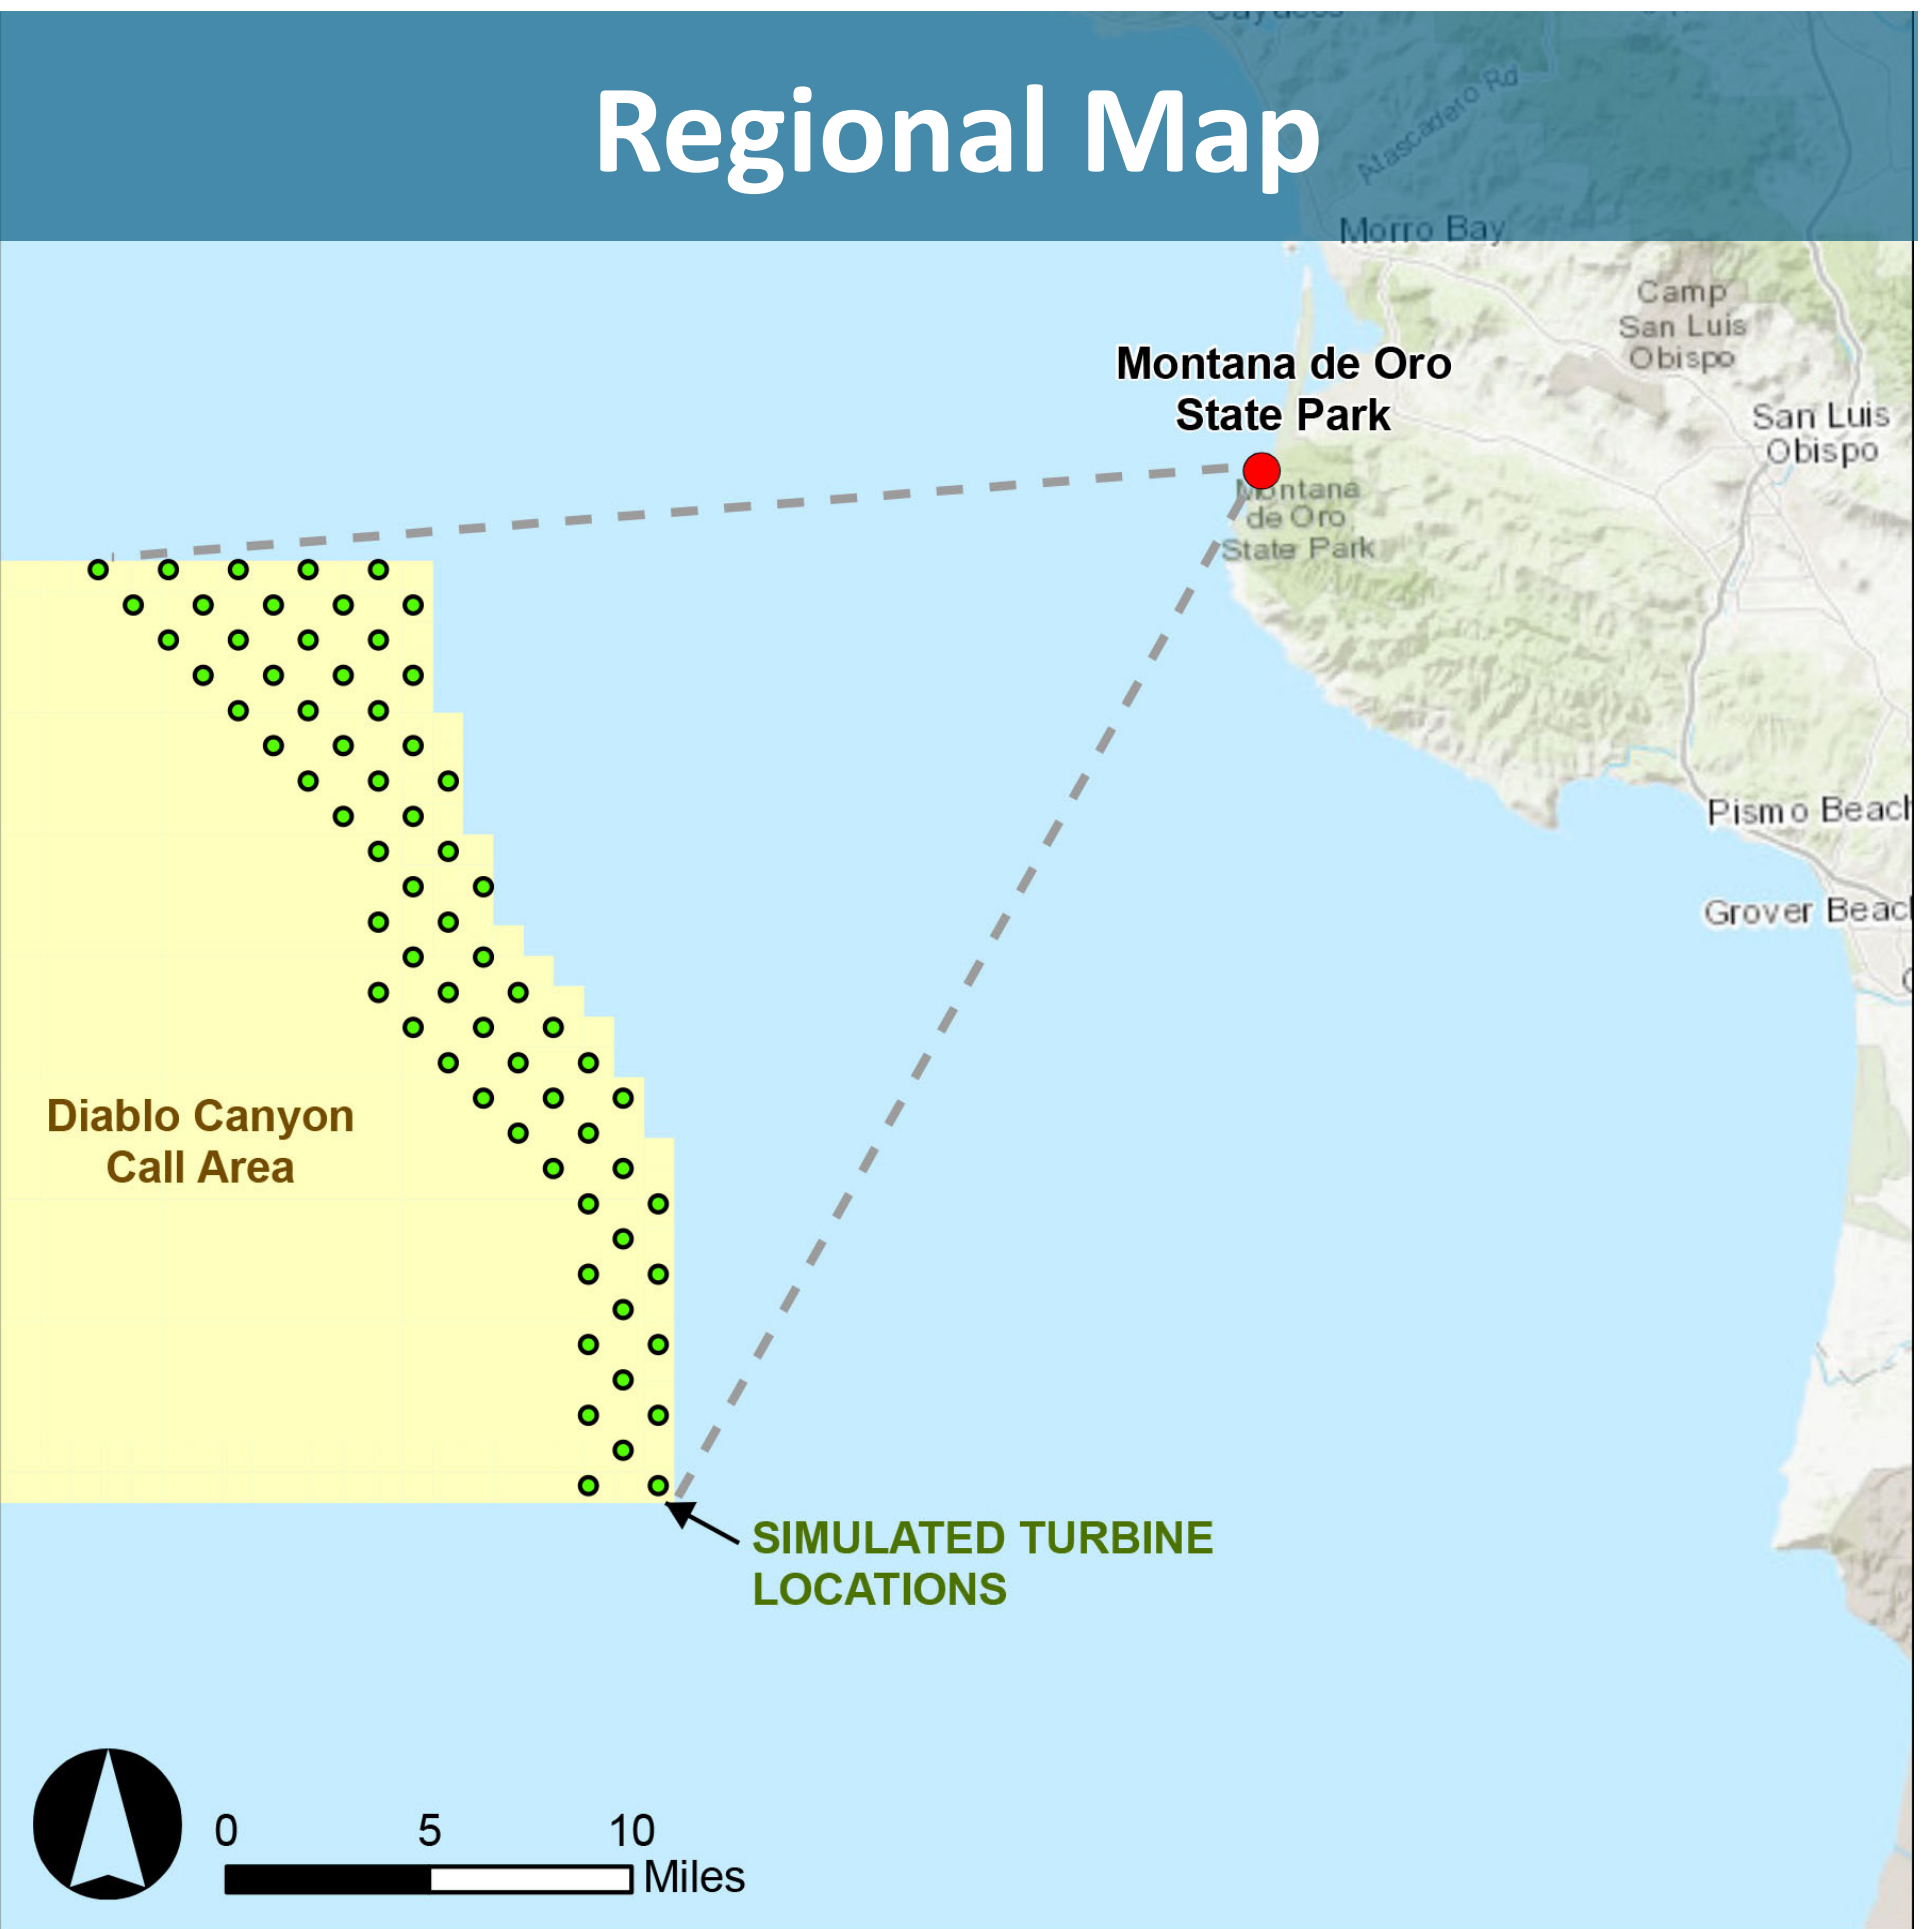 Regional Map
Atascadero Rd
Morro Bay
Camp
San Luis
Obispo
Montana de Oro
State Park
San Luis
Obispo
Montana
de Oro
State Park
Pismo Beach
Grover Beach
Diablo Canyon
Call Area
SIMULATED TURBINE
LOCATIONS
0 5 10
Miles